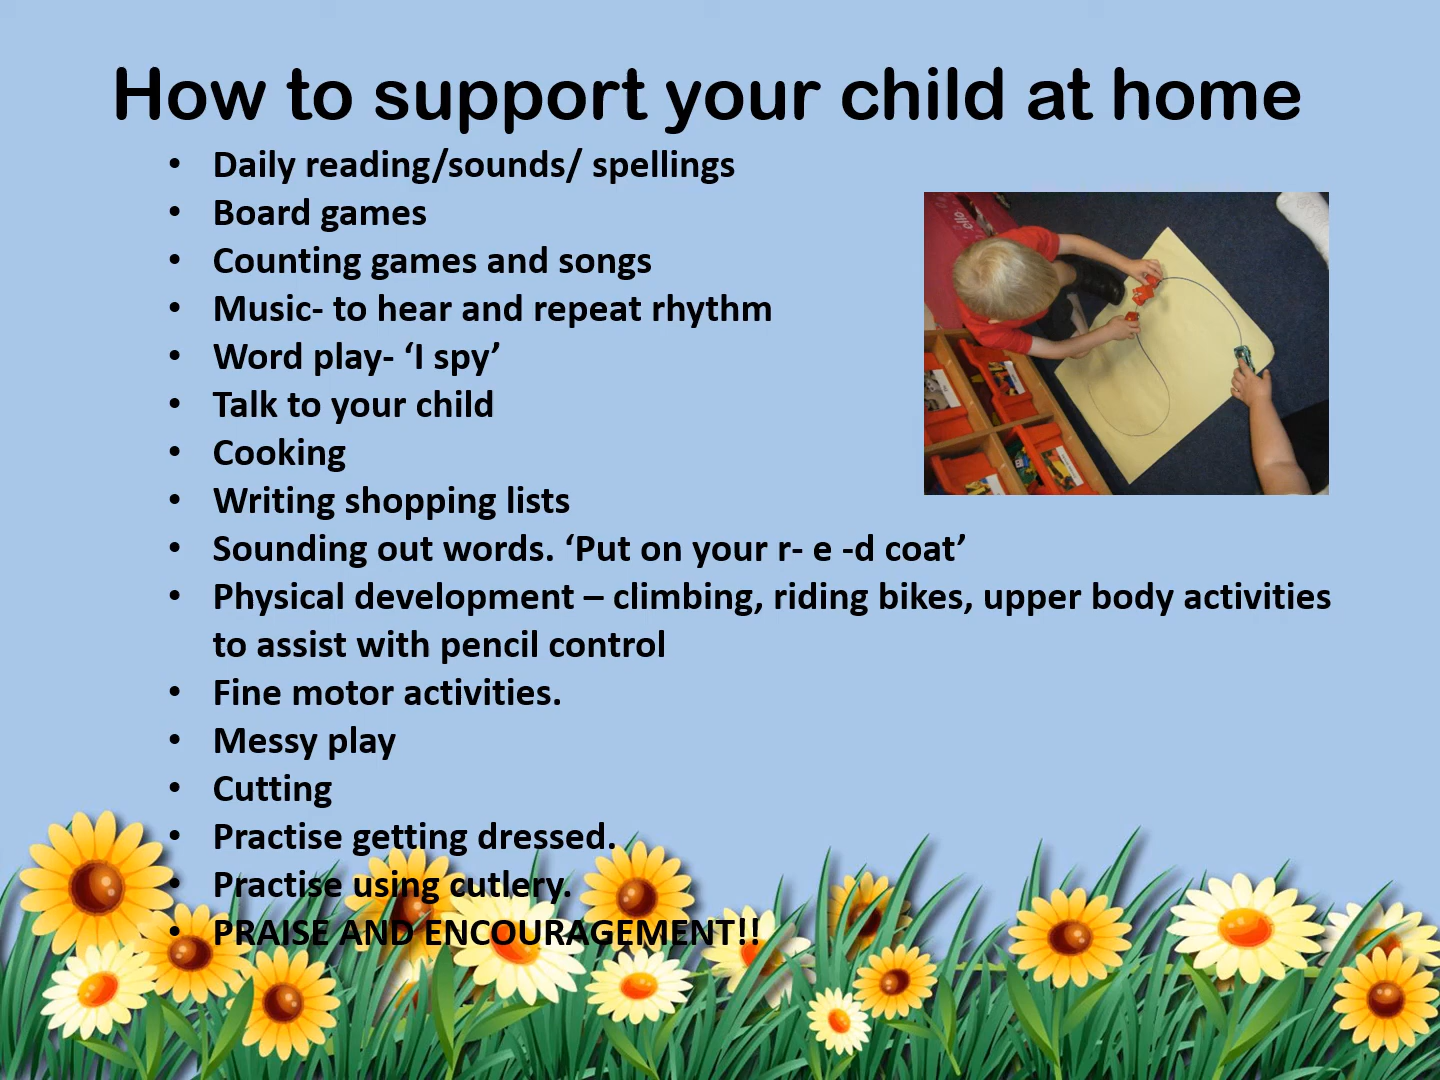 How to support your child at home
• Daily reading/sounds/ spellings
• Board games
• Counting games and songs
• Music- to hear and repeat rhythm
• Word play- ‘I spy’
• Talk to your child
• Cooking
• Writing shopping lists
• Sounding out words. ‘Put on your r- e -d coat’
• Physical development – climbing, riding bikes, upper body activities
to assist with pencil control
• Fine motor activities.
• Messy play
• Cutting
• Practise getting dressed.
• Practise using cutlery.
• PRAISE AND ENCOURAGEMENT!!